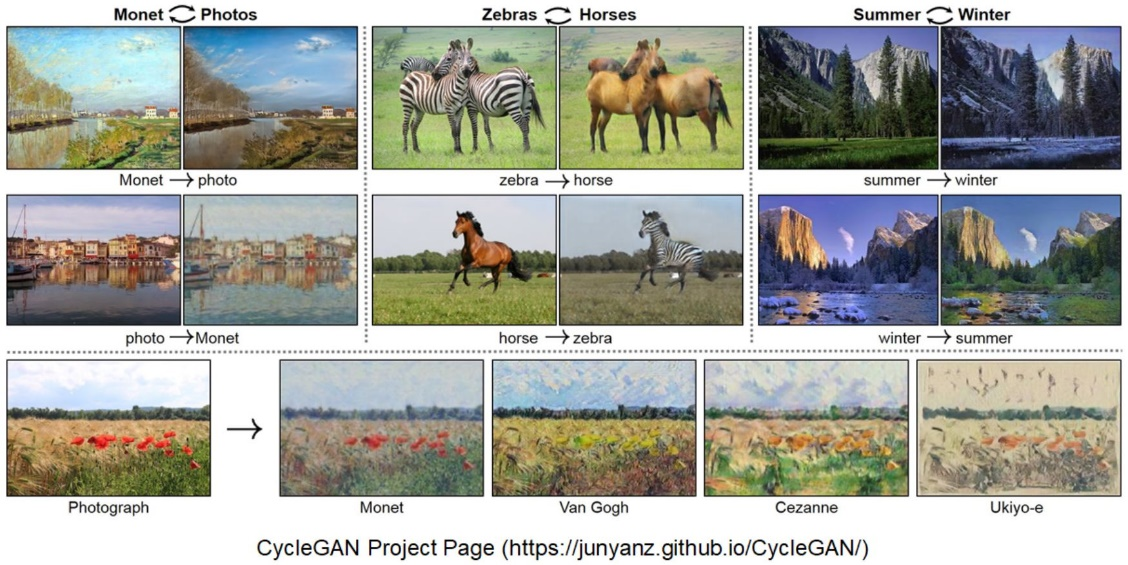 Monet ⇄ Photos
Zebras ⇄ Horses
Summer ⇄ Winter
Monet → photo
zebra → horse
summer → winter
photo → Monet
horse → zebra
winter → summer
Photograph
Monet
Van Gogh
Cezanne
Ukiyo-e
CycleGAN Project Page (https://junyanz.github.io/CycleGAN/)